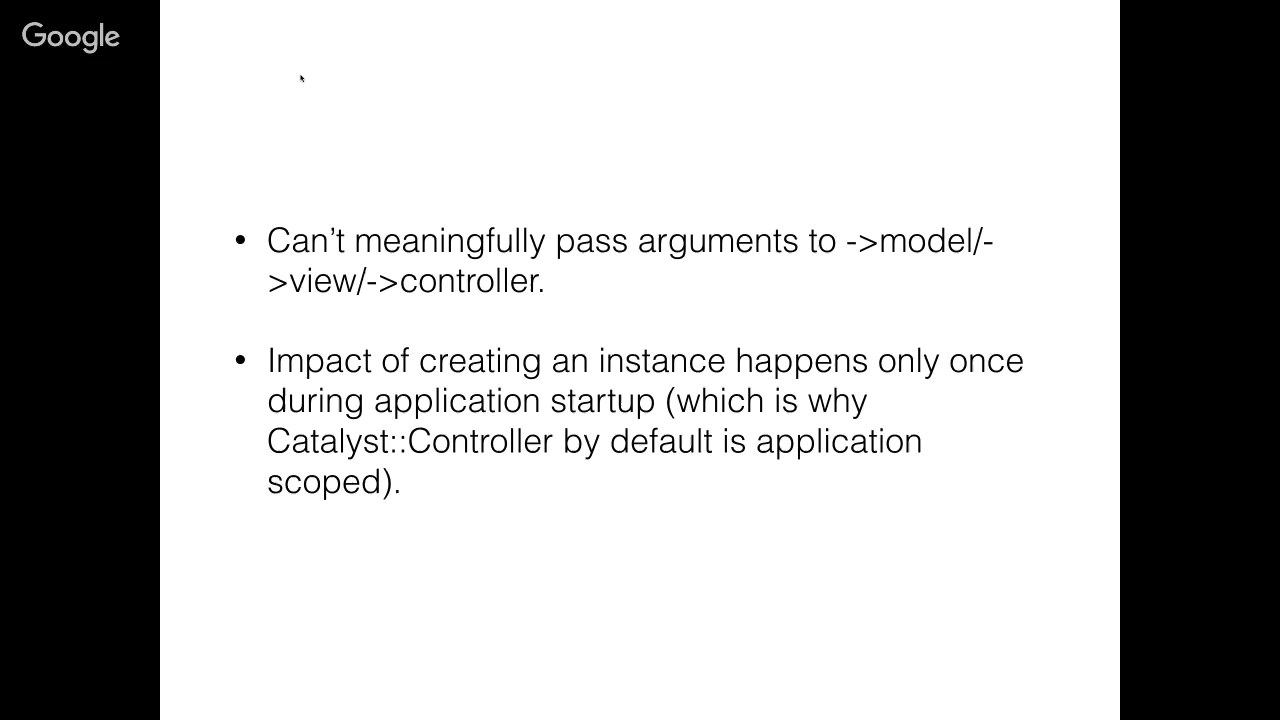 Google
• Can’t meaningfully pass arguments to ->model/-
>view/->controller.
• Impact of creating an instance happens only once
during application startup (which is why
Catalyst::Controller by default is application
scoped).